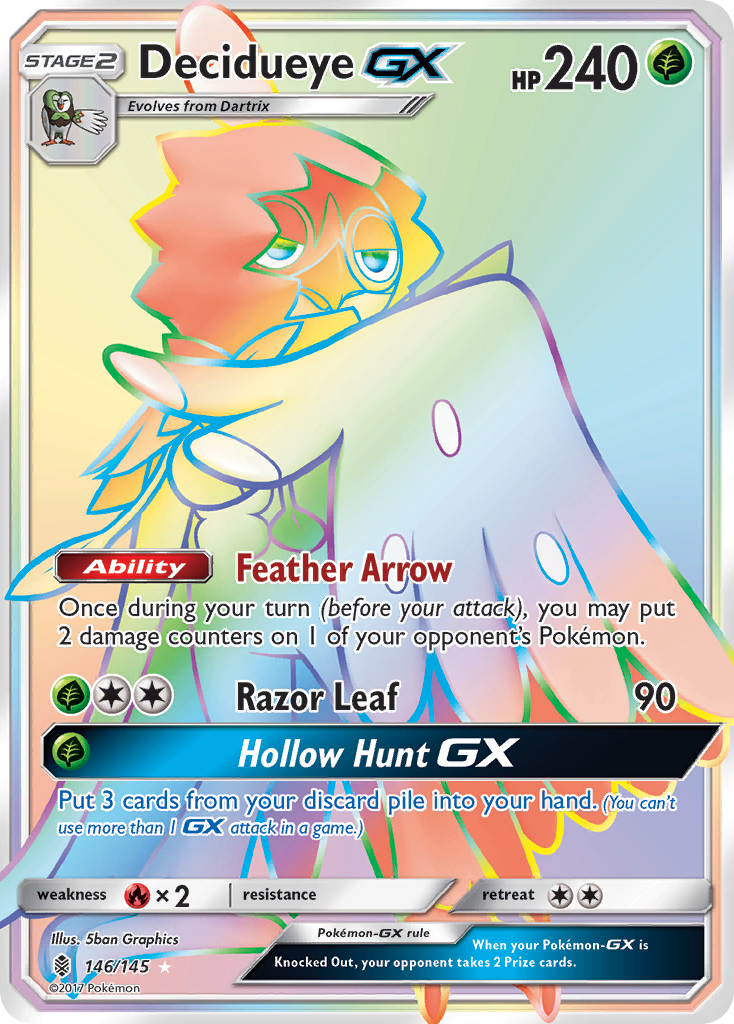 STAGE 2 Decidueye GX HP 240
Evolves from Dartrix
Ability Feather Arrow
Once during your turn (before your attack), you may put
2 damage counters on 1 of your opponent's Pokémon.
Razor Leaf 90
Hollow Hunt GX
Put 3 cards from your discard pile into your hand. (You can't
use more than 1 GX attack in a game.)
weakness × 2 resistance retreat
Illus. 5ban Graphics
Pokémon-GX rule
When your Pokémon-GX is
Knocked Out, your opponent takes 2 Prize cards.
146/145
©2017 Pokémon